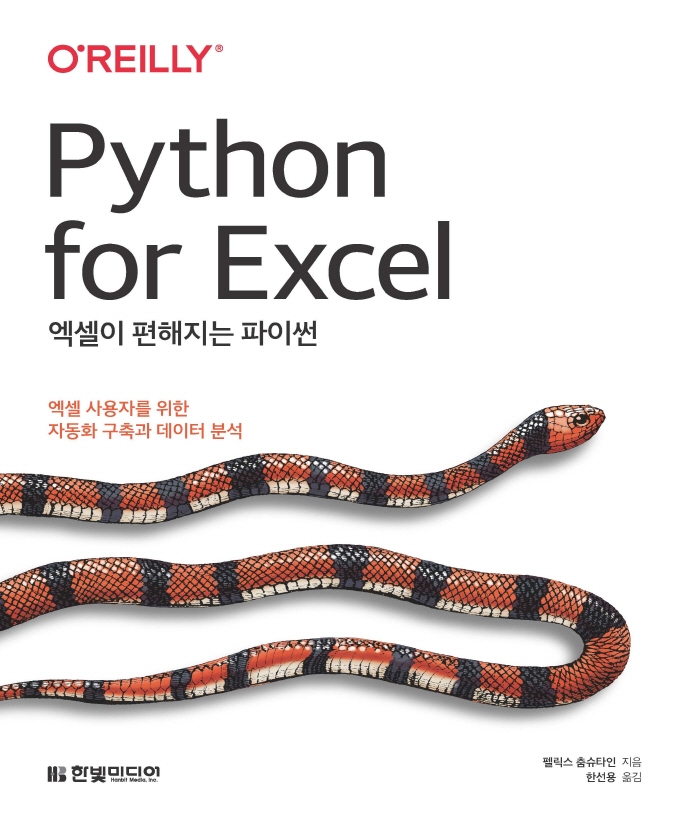 O'REILLY®
Python
for Excel
엑셀이 편해지는 파이썬
엑셀 사용자를 위한
자동화 구축과 데이터 분석
HB 한빛미디어
Hanbit Media, Inc.
펠릭스 춤슈타인 지음
한선용 옮김